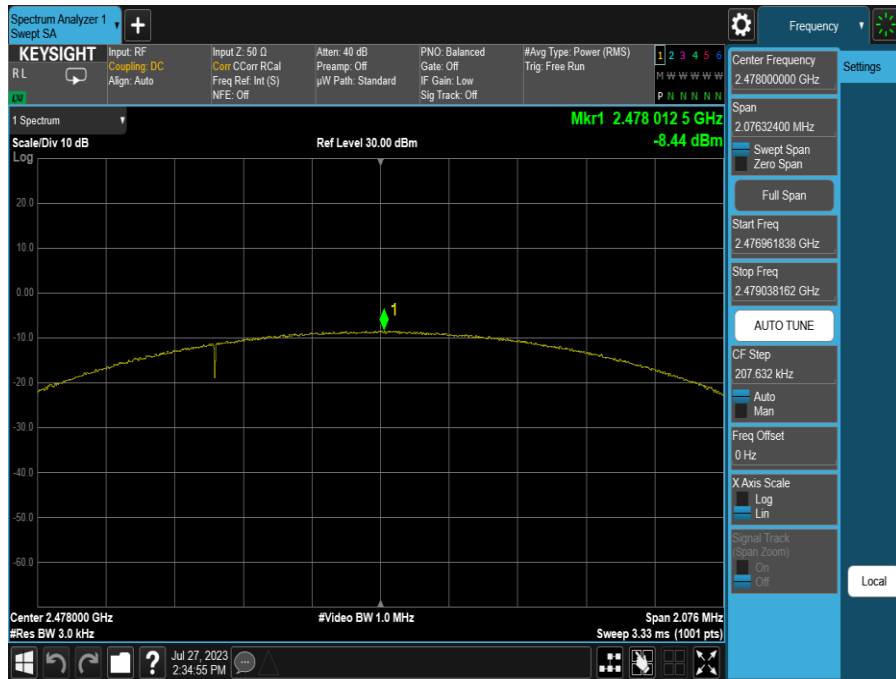 Spectrum Analyzer 1
Swept SA
+
Frequency
KEYSIGHT
R L
LXI
Input: RF
Coupling: DC
Align: Auto
Input Z: 50 Ω
Corr CCorr RCal
Freq Ref: Int (S)
NFE: Off
Atten: 40 dB
Preamp: Off
µW Path: Standard
PNO: Balanced
Gate: Off
IF Gain: Low
Sig Track: Off
#Avg Type: Power (RMS)
Trig: Free Run
1 2 3 4 5 6
M W W W W W
P N N N N N
Center Frequency
2.478000000 GHz
Settings
Span
2.07632400 MHz
Swept Span
Zero Span
Full Span
Start Freq
2.476961838 GHz
Stop Freq
2.479038162 GHz
AUTO TUNE
CF Step
207.632 kHz
Auto
Man
Freq Offset
0 Hz
X Axis Scale
Log
Lin
Signal Track
(Span Zoom)
On
Off
Local
1 Spectrum
Mkr1 2.478 012 5 GHz
Scale/Div 10 dB
Ref Level 30.00 dBm
-8.44 dBm
Log
20.0
10.0
0.00
1
-10.0
-20.0
-30.0
-40.0
-50.0
-60.0
Center 2.478000 GHz
#Video BW 1.0 MHz
Span 2.076 MHz
#Res BW 3.0 kHz
Sweep 3.33 ms (1001 pts)
?
Jul 27, 2023
2:34:55 PM